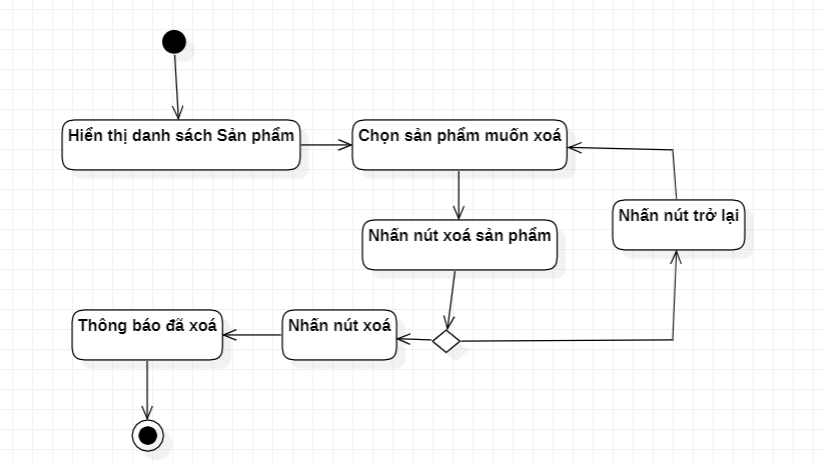 Hiển thị danh sách Sản phẩm
Chọn sản phẩm muốn xoá
Nhấn nút trở lại
Nhấn nút xoá sản phẩm
Thông báo đã xoá
Nhấn nút xoá